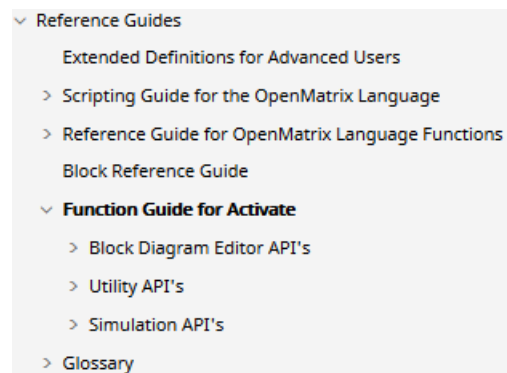 Reference Guides
Extended Definitions for Advanced Users
Scripting Guide for the OpenMatrix Language
Reference Guide for OpenMatrix Language Functions
Block Reference Guide
Function Guide for Activate
Block Diagram Editor API's
Utility API's
Simulation API's
Glossary